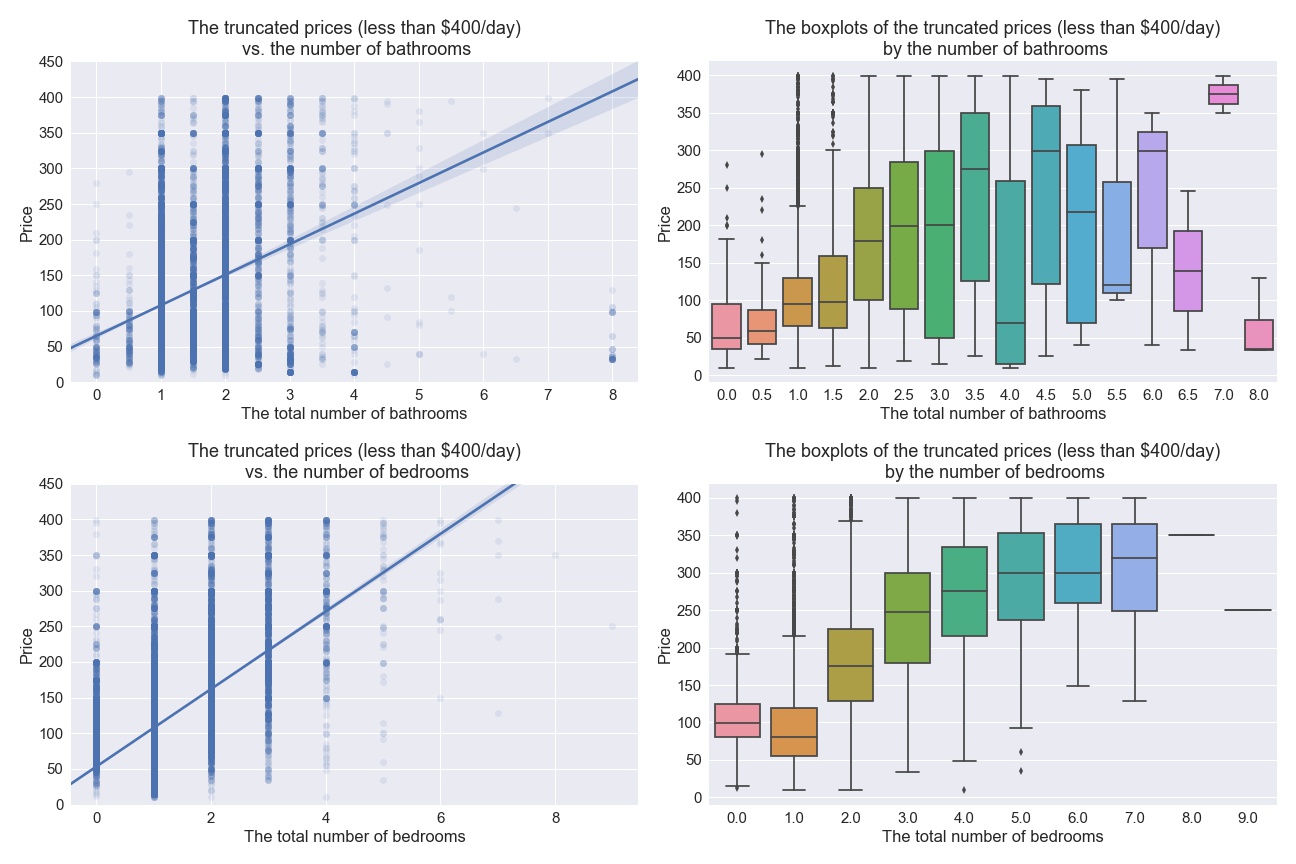 The truncated prices (less than $400/day)
vs. the number of bathrooms
450
400
350
300
250
200
150
100
50
0
Price
0 1 2 3 4 5 6 7 8
The total number of bathrooms
The boxplots of the truncated prices (less than $400/day)
by the number of bathrooms
400
350
300
250
200
150
100
50
0
Price
0.0 0.5 1.0 1.5 2.0 2.5 3.0 3.5 4.0 4.5 5.0 5.5 6.0 6.5 7.0 8.0
The total number of bathrooms
The truncated prices (less than $400/day)
vs. the number of bedrooms
450
400
350
300
250
200
150
100
50
0
Price
0 2 4 6 8
The total number of bedrooms
The boxplots of the truncated prices (less than $400/day)
by the number of bedrooms
400
350
300
250
200
150
100
50
0
Price
0.0 1.0 2.0 3.0 4.0 5.0 6.0 7.0 8.0 9.0
The total number of bedrooms